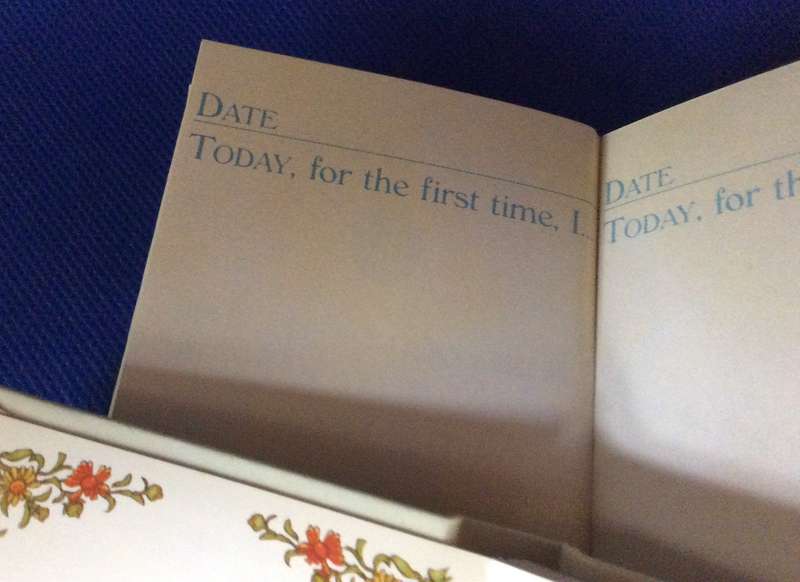 DATE
TODAY, for the first time, I..
DATE
TODAY, for th